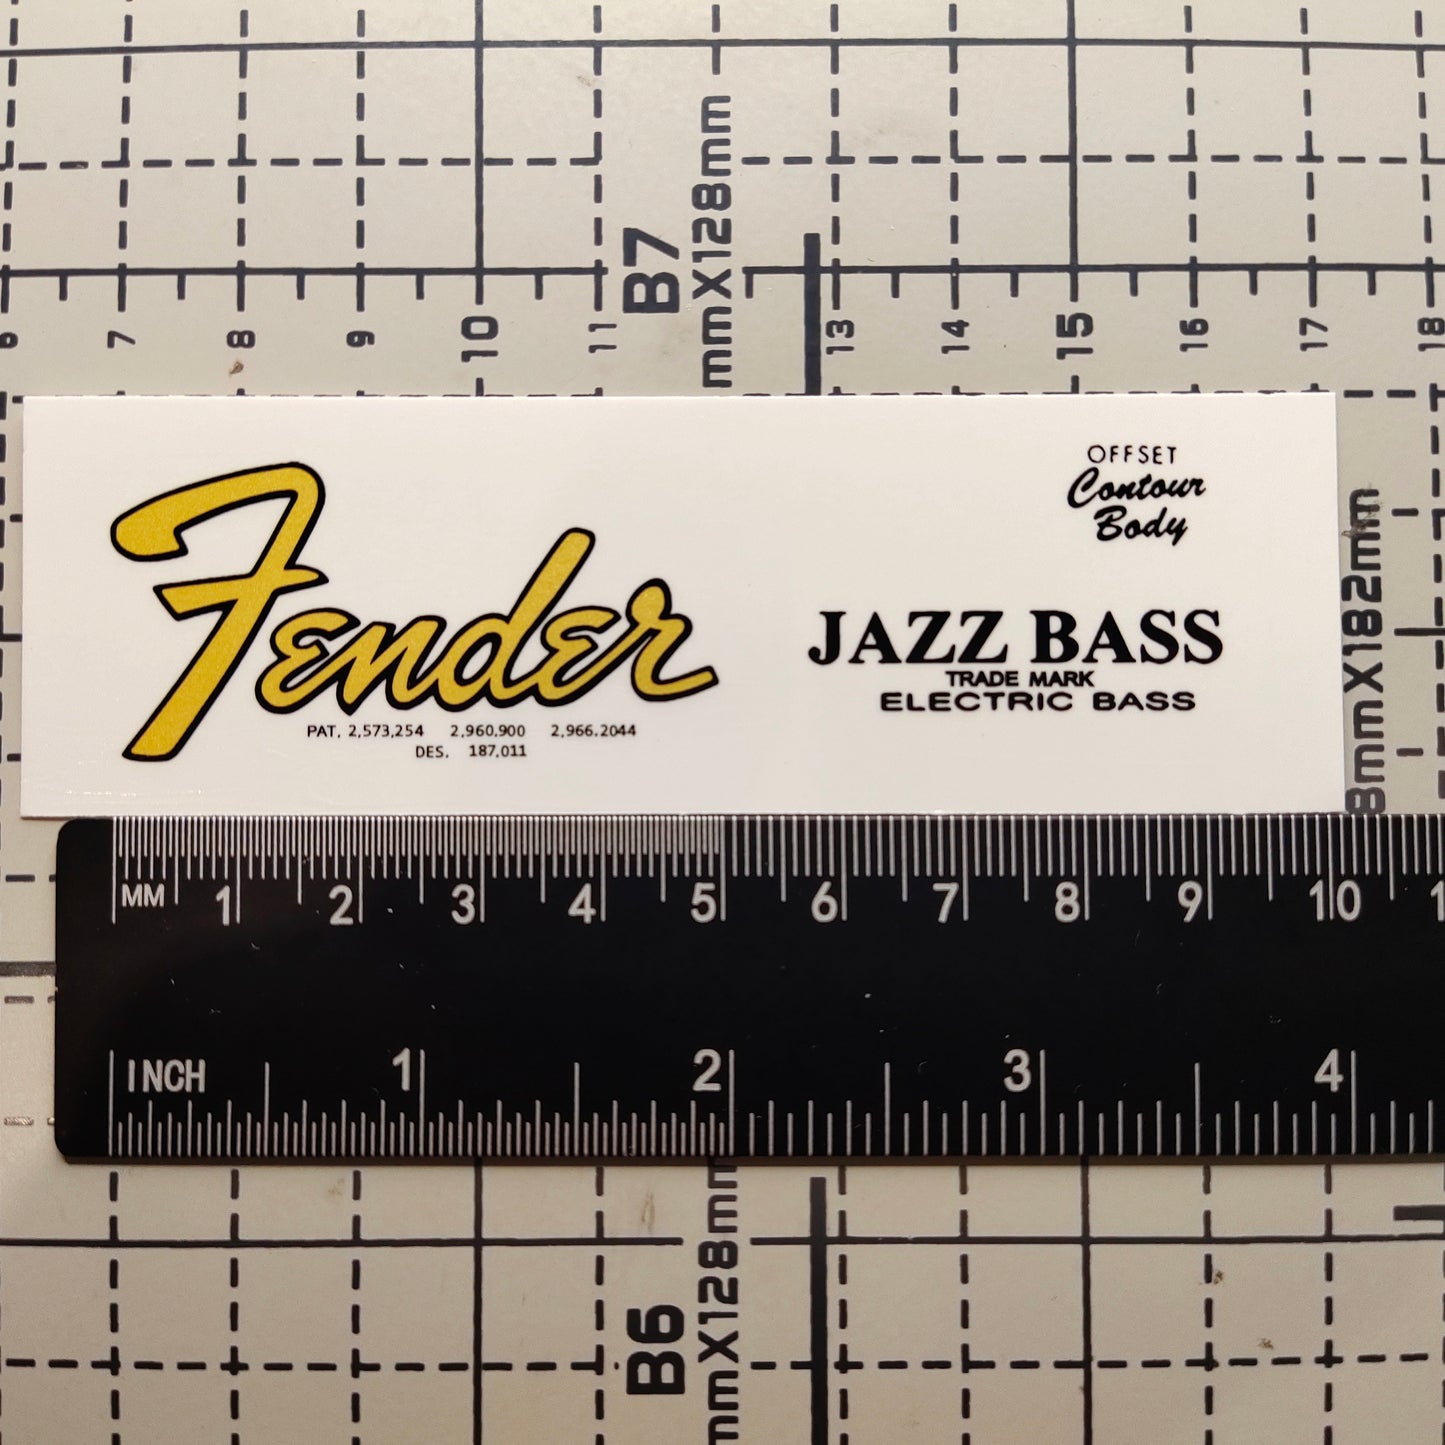 B7
mmX128mm
6 7 8 9 10 11 13 14 15 16 17 18
Fender
PAT. 2,573,254 2,960,900 2,966.2044
DES. 187,011
OFFSET
Contour
Body
JAZZ BASS
TRADE MARK
ELECTRIC BASS
8mmX182mm
MM 1 2 3 4 5 6 7 8 9 10 1
INCH 1 2 3 4
B6
mmX128mm